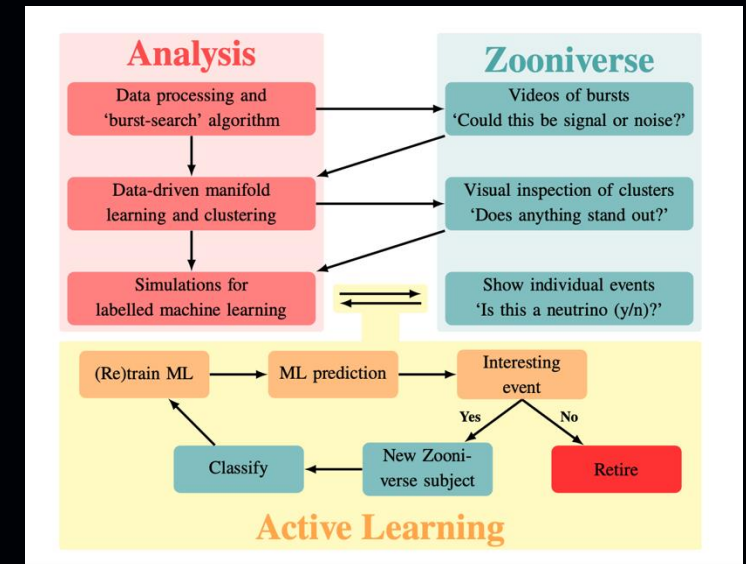 Analysis
Zooniverse
Data processing and
'burst-search' algorithm
Videos of bursts
'Could this be signal or noise?'
Data-driven manifold
learning and clustering
Visual inspection of clusters
'Does anything stand out?'
Simulations for
labelled machine learning
Show individual events
'Is this a neutrino (y/n)?'
(Re)train ML
ML prediction
Interesting
event
Yes
No
Classify
New Zooni-
verse subject
Retire
Active Learning